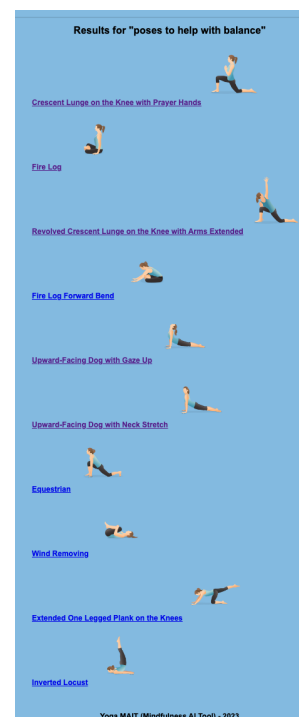 Results for "poses to help with balance"
Crescent Lunge on the Knee with Prayer Hands
Fire Log
Revolved Crescent Lunge on the Knee with Arms Extended
Fire Log Forward Bend
Upward-Facing Dog with Gaze Up
Upward-Facing Dog with Neck Stretch
Equestrian
Wind Removing
Extended One Legged Plank on the Knees
Inverted Locust
Yoga MAIT (Mindfulness AI Tool) - 2023